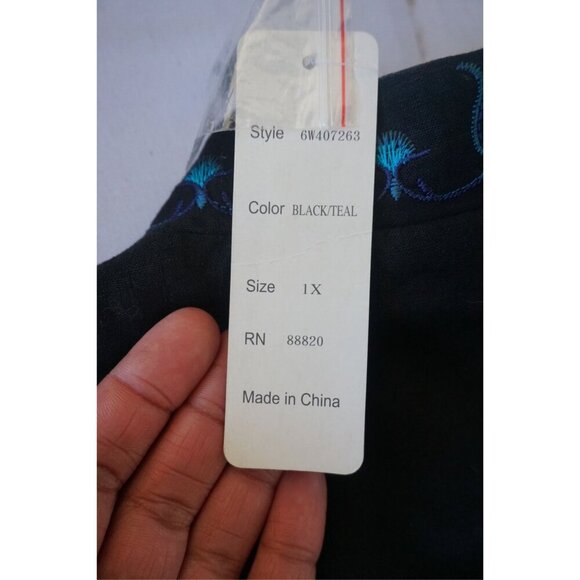 Style 6W407263
Color BLACK/TEAL
Size 1X
RN 88820
Made in China